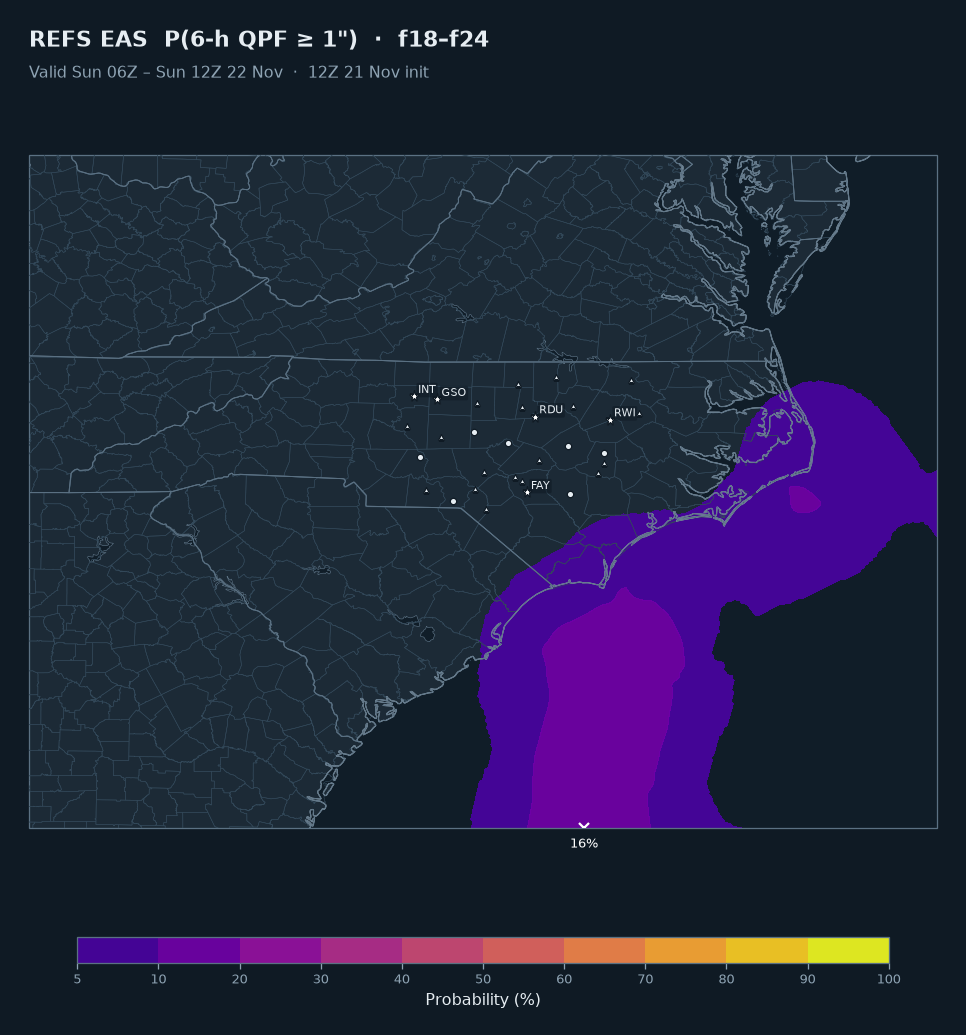 REFS EAS  P(6-h QPF ≥ 1")  ·  f18–f24
Valid Sun 06Z – Sun 12Z 22 Nov  ·  12Z 21 Nov init
INT
GSO
RDU
RWI
FAY
16%
5 10 20 30 40 50 60 70 80 90 100
Probability (%)